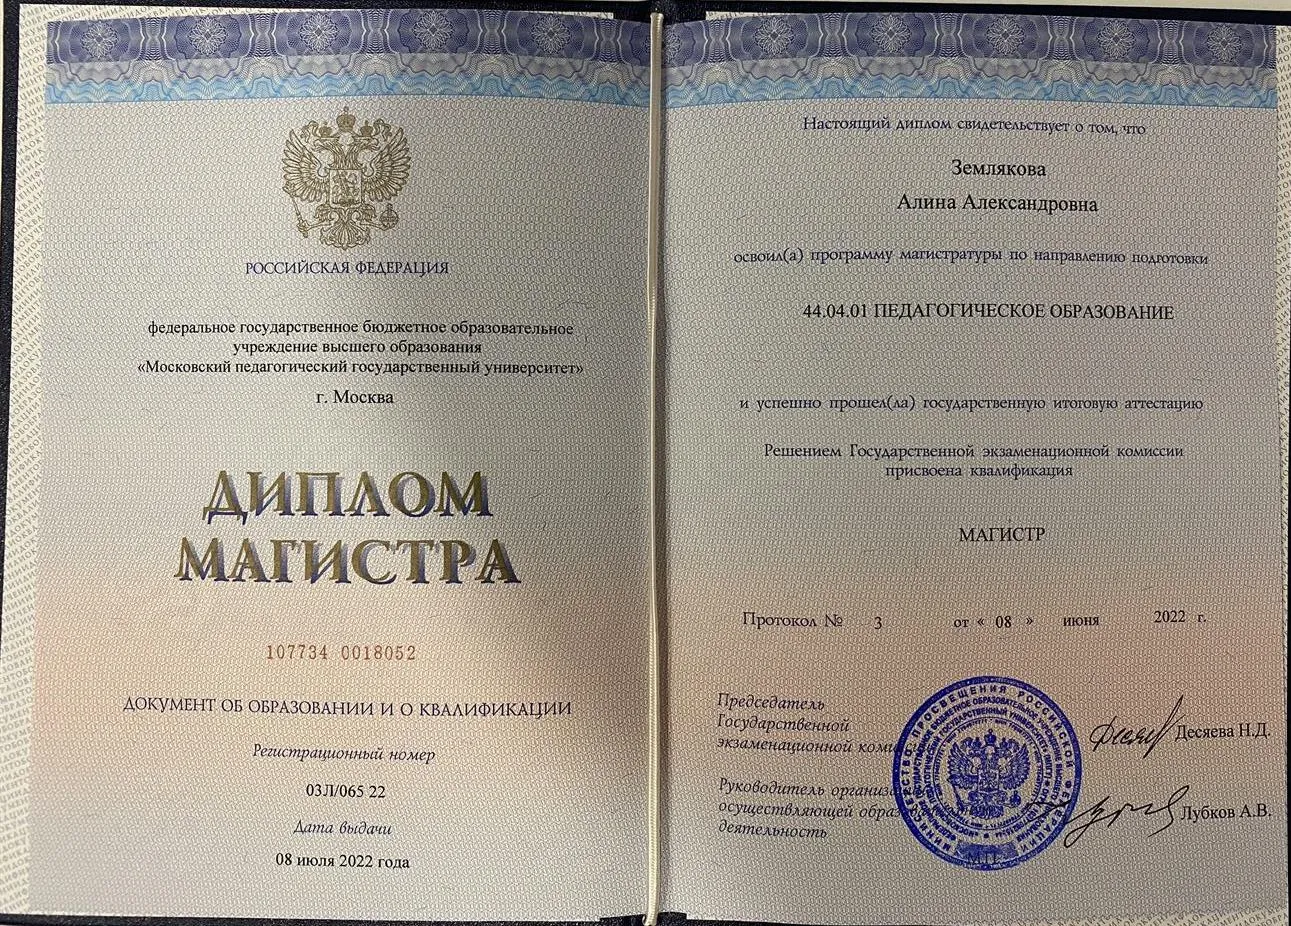 РОССИЙСКАЯ ФЕДЕРАЦИЯ
федеральное государственное бюджетное образовательное
учреждение высшего образования
«Московский педагогический государственный университет»
г. Москва
ДИПЛОМ
МАГИСТРА
107734 0018052
ДОКУМЕНТ ОБ ОБРАЗОВАНИИ И О КВАЛИФИКАЦИИ
Регистрационный номер
03Л/065 22
Дата выдачи
08 июля 2022 года
Настоящий диплом свидетельствует о том, что
Землякова
Алина Александровна
освоил(а) программу магистратуры по направлению подготовки
44.04.01 ПЕДАГОГИЧЕСКОЕ ОБРАЗОВАНИЕ
и успешно прошел(ла) государственную итоговую аттестацию
Решением Государственной экзаменационной комиссии
присвоена квалификация
МАГИСТР
Протокол № 3 от « 08 » июня 2022 г.
Председатель
Государственной
экзаменационной
Десяева Н.Д.
Руководитель
осуществляющей
деятельность
Лубков А.В.
М.П.
МИНИСТЕРСТВО ПРОСВЕЩЕНИЯ РОССИЙСКОЙ ФЕДЕРАЦИИ